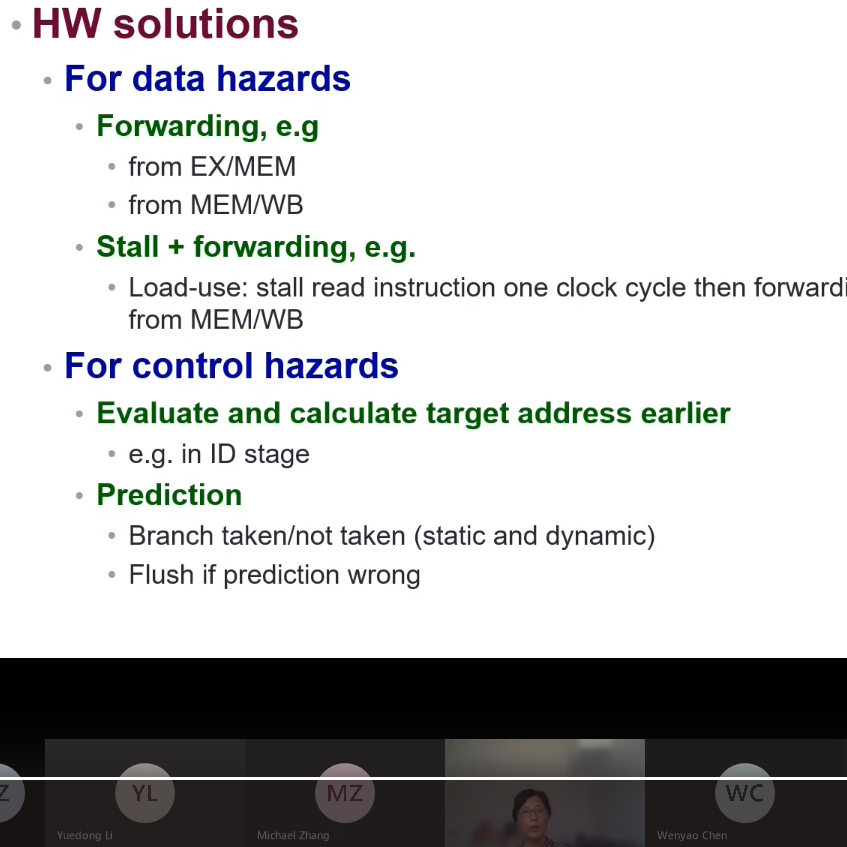 HW solutions
For data hazards
Forwarding, e.g
from EX/MEM
from MEM/WB
Stall + forwarding, e.g.
Load-use: stall read instruction one clock cycle then forwardi
from MEM/WB
For control hazards
Evaluate and calculate target address earlier
e.g. in ID stage
Prediction
Branch taken/not taken (static and dynamic)
Flush if prediction wrong
Z YL MZ WC
Yuedong Li Michael Zhang Wenyao Chen